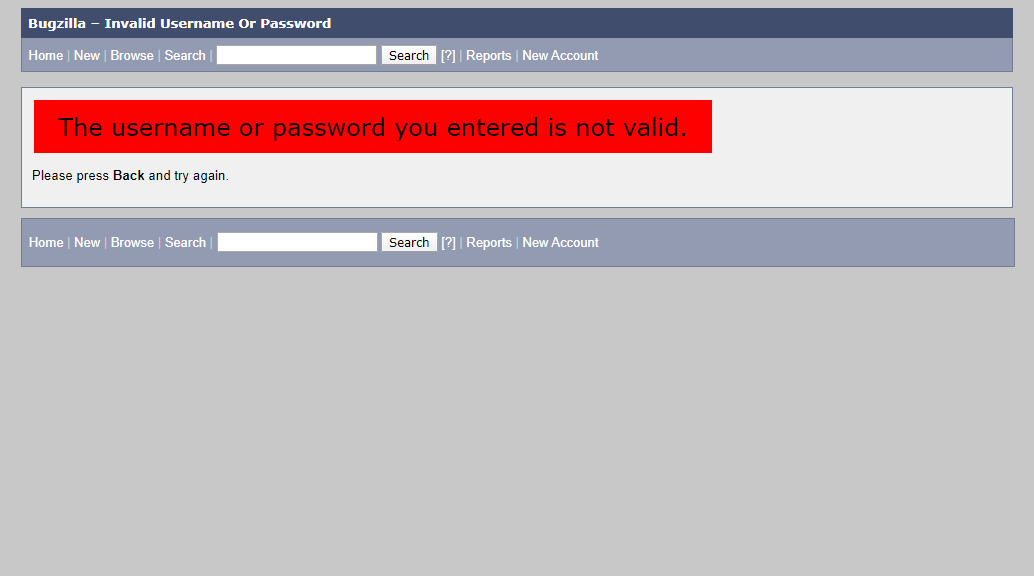 Bugzilla – Invalid Username Or Password
Home | New | Browse | Search | Search [?] | Reports | New Account
The username or password you entered is not valid.
Please press Back and try again.
Home | New | Browse | Search | Search [?] | Reports | New Account